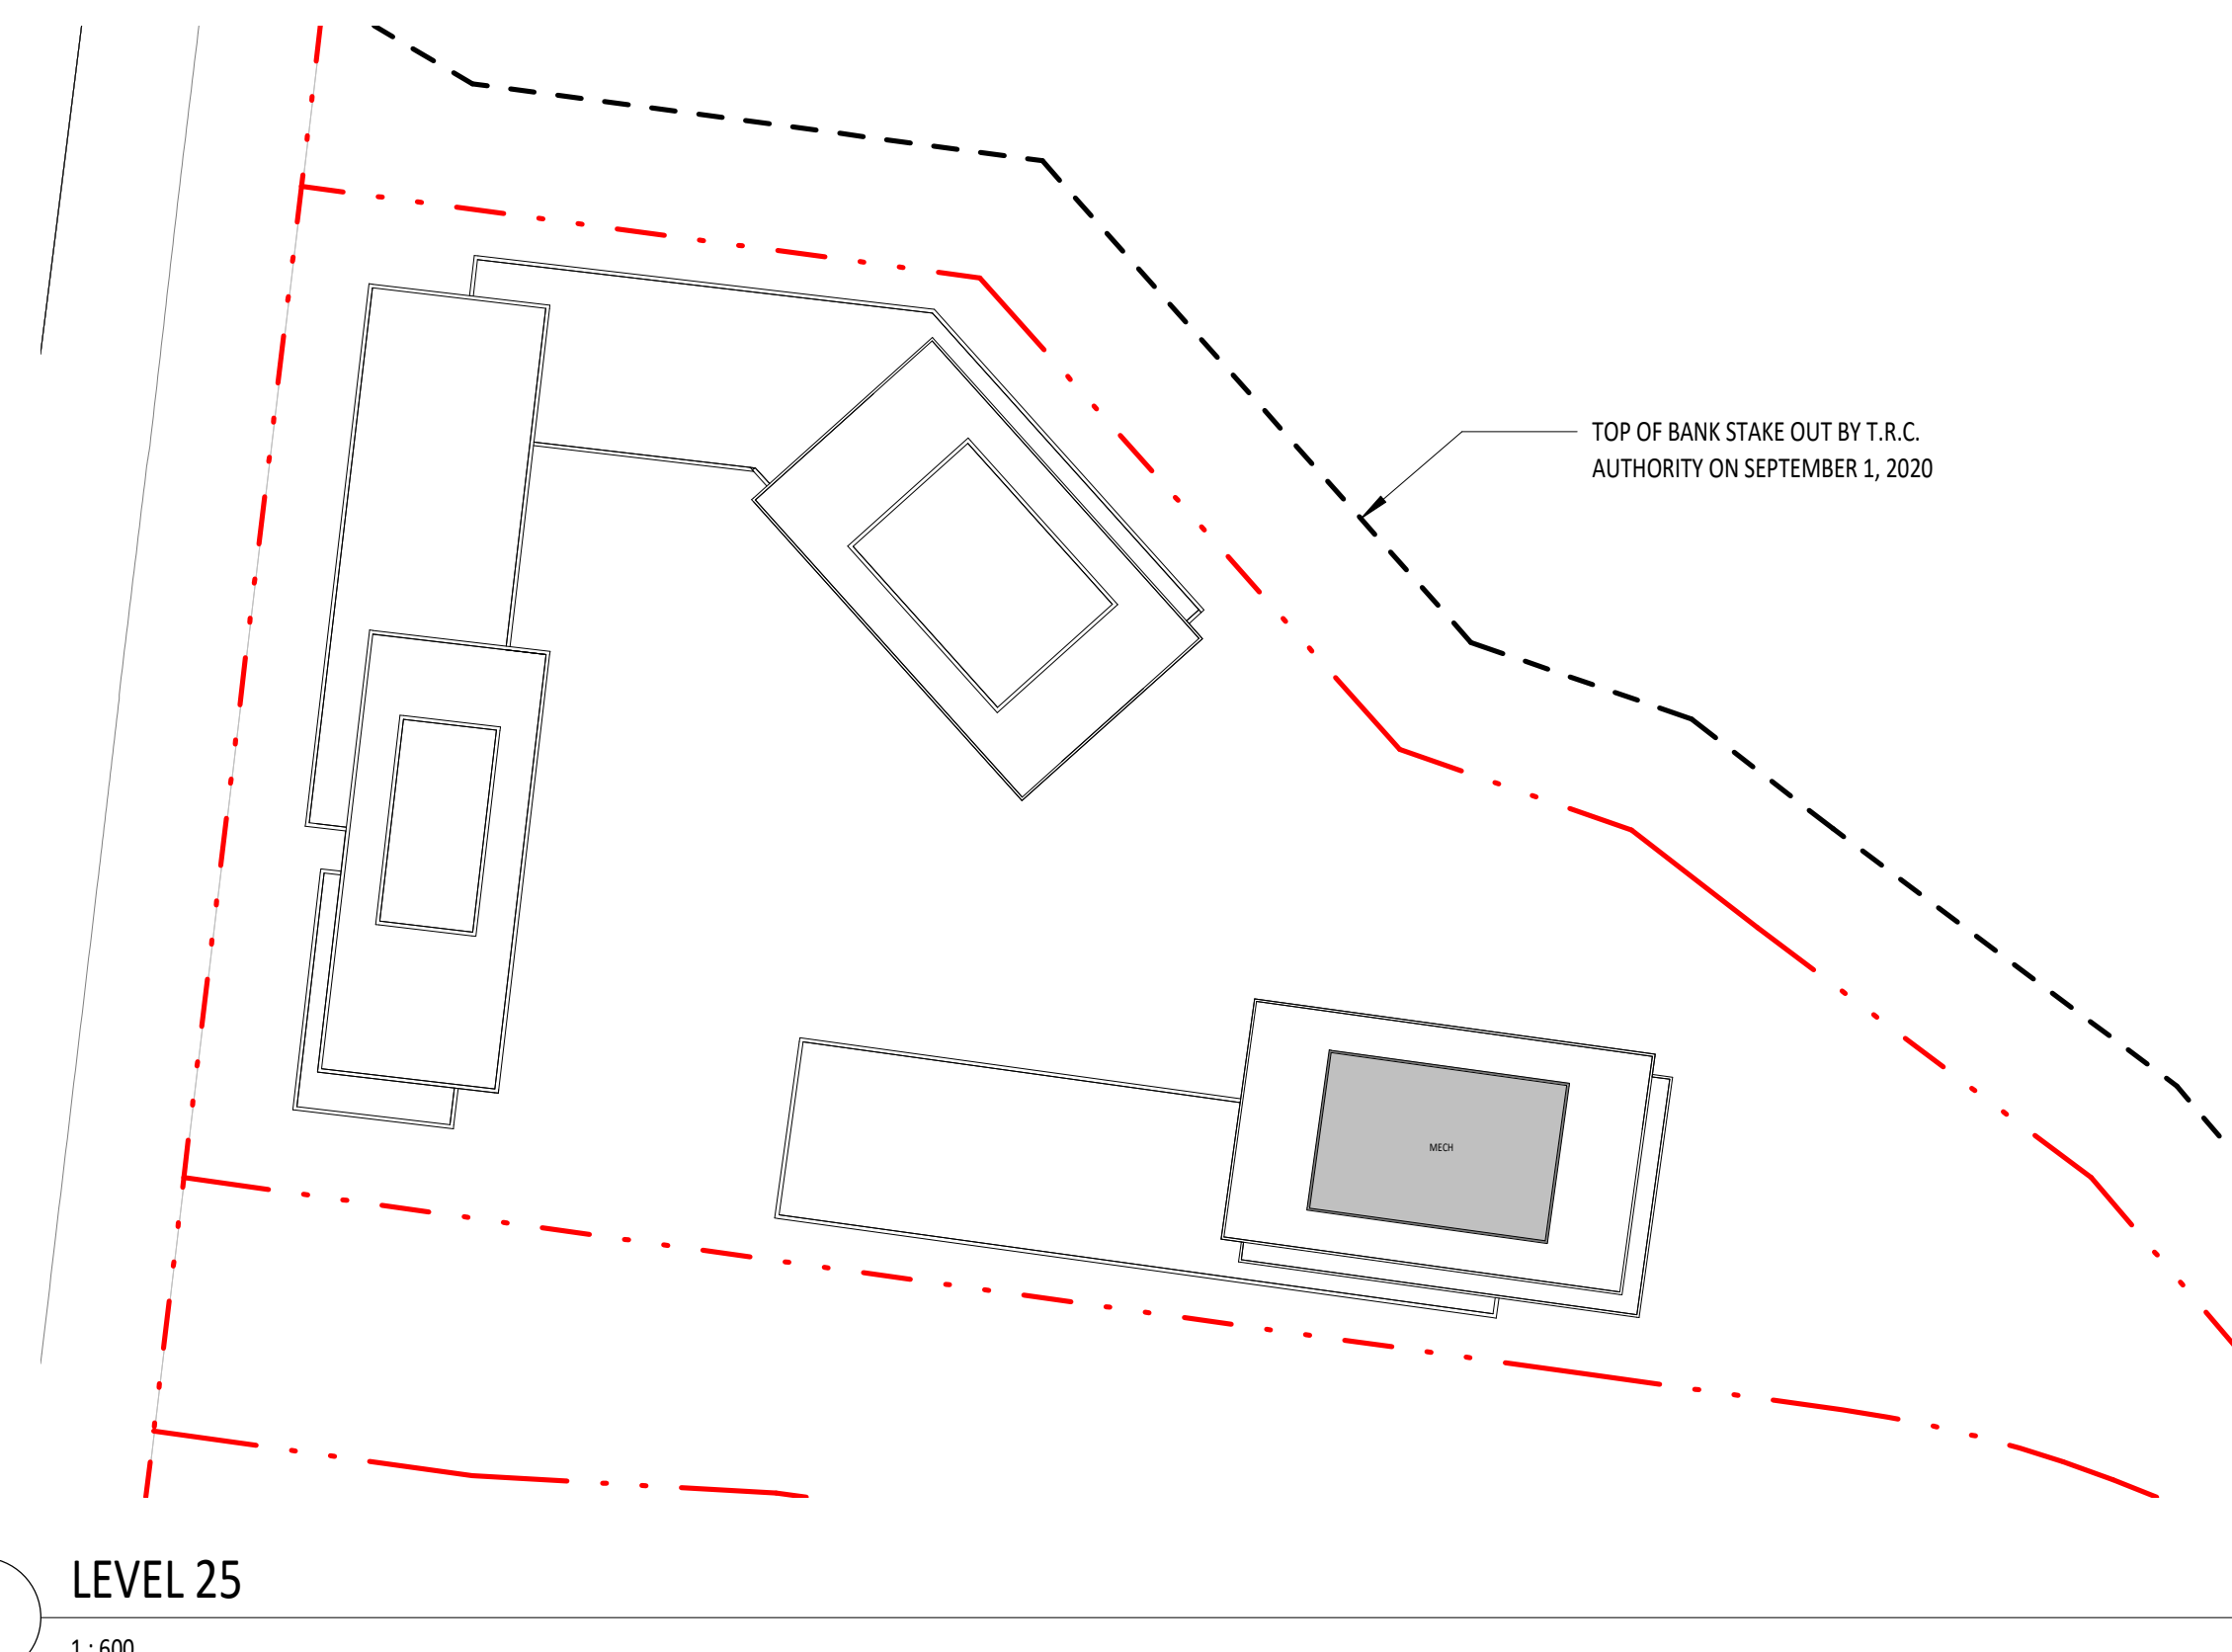 TOP OF BANK STAKE OUT BY T.R.C.
AUTHORITY ON SEPTEMBER 1, 2020
MECH
LEVEL 25
1 : 600